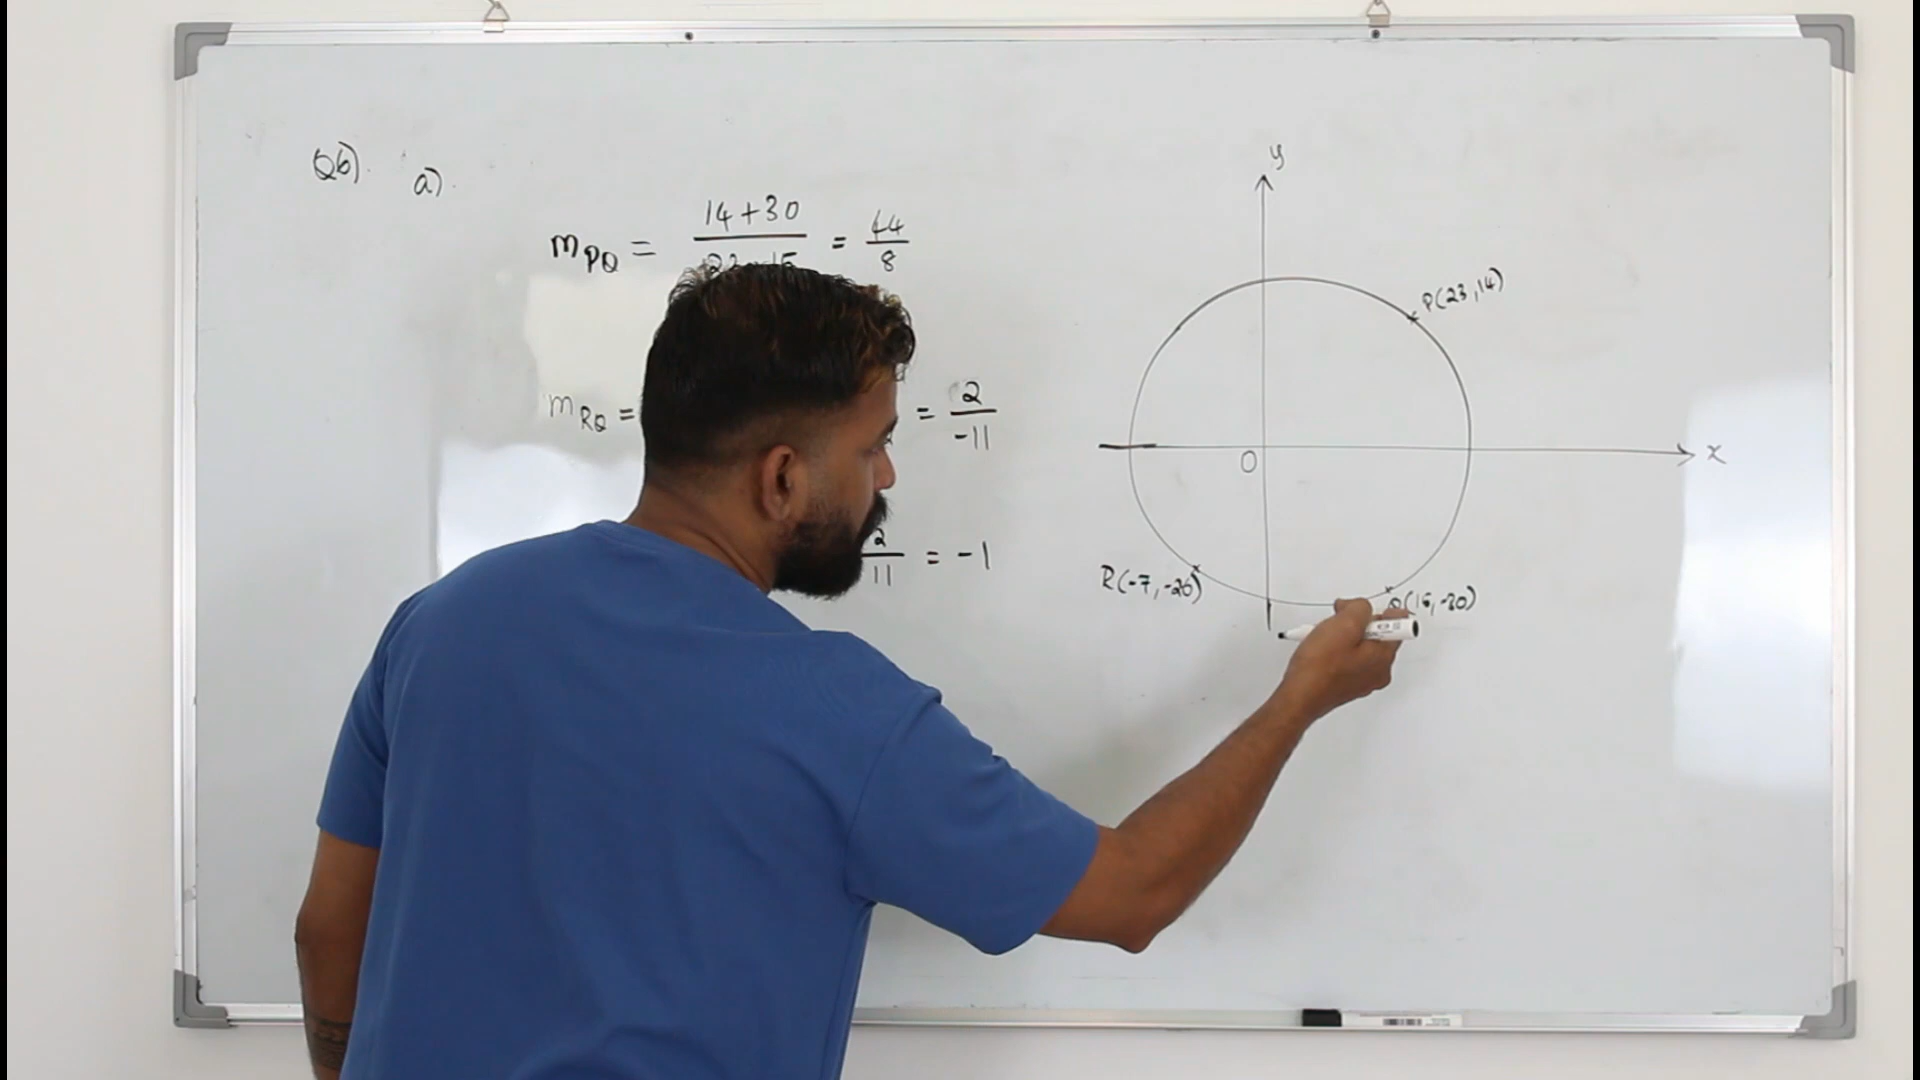 Q6). a).
m_PQ = 14+30 / = 44/8
m_RQ = = 2/-11
2/11 = -1
y
P(23,14)
O x
R(-7,-26)
Q(15,-30)